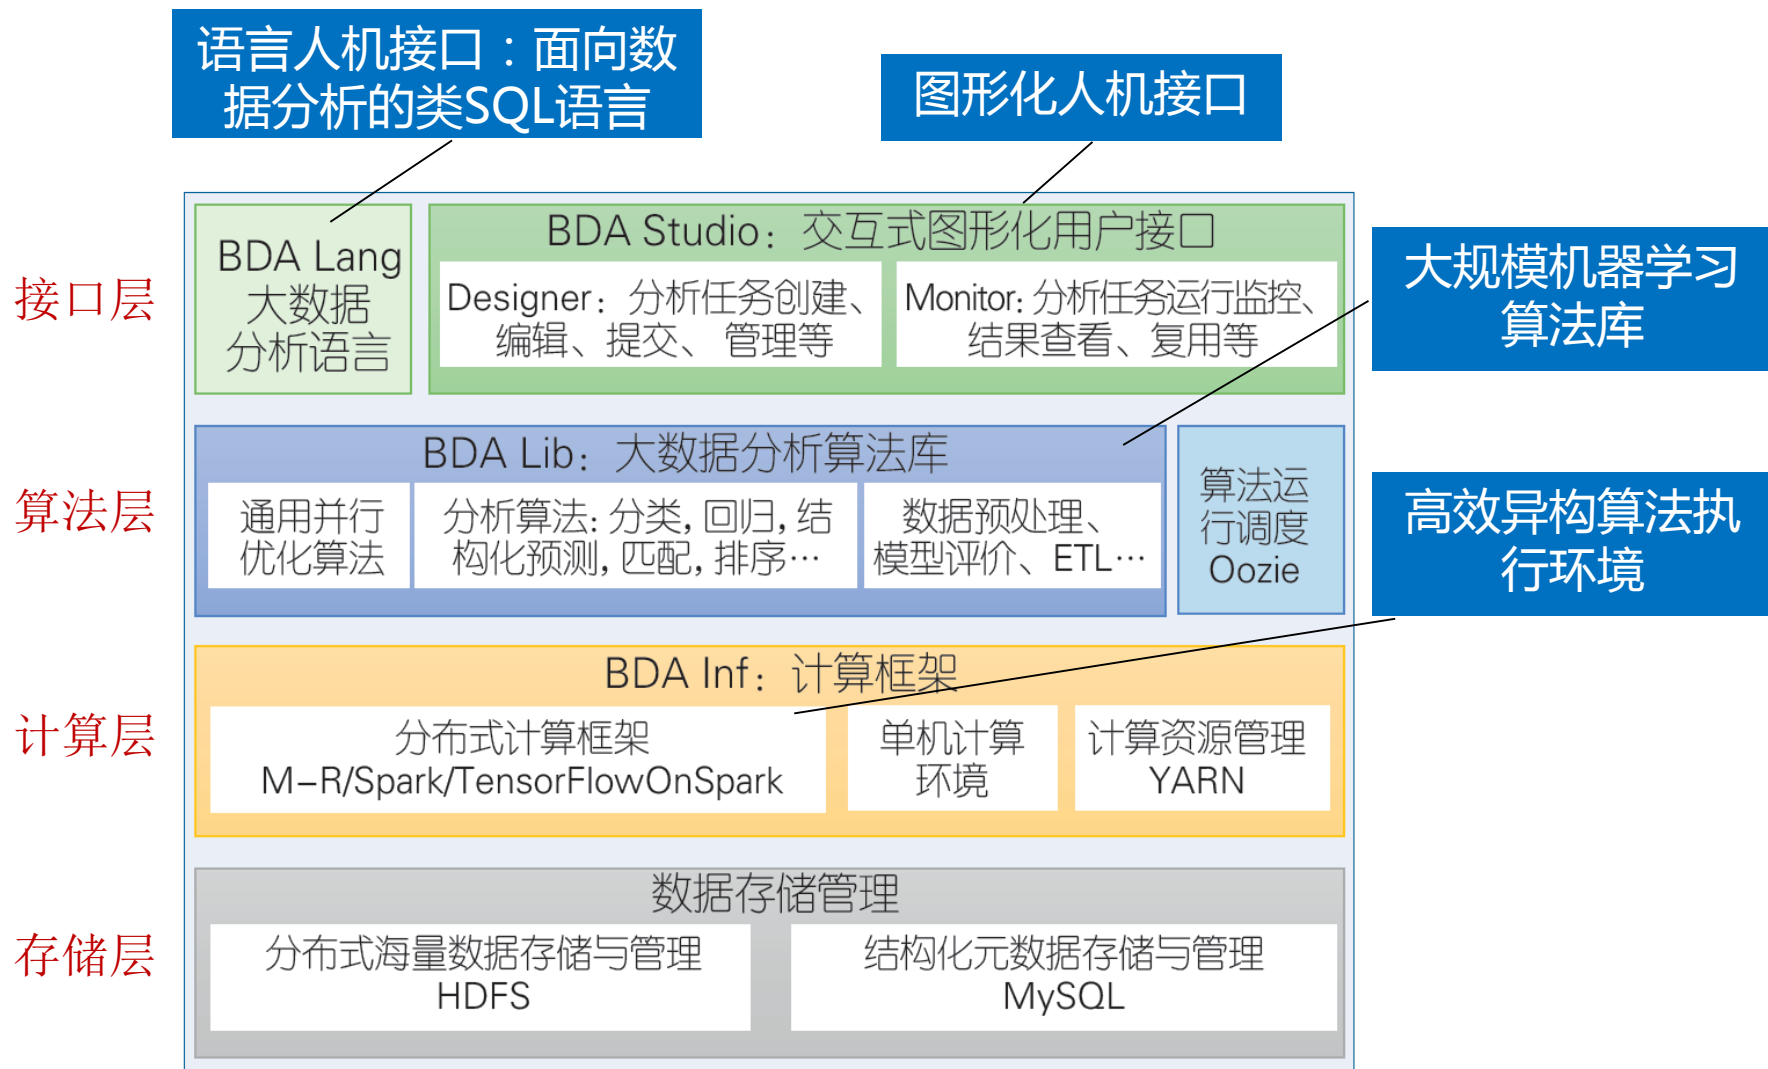 语言人机接口：面向数
据分析的类SQL语言
图形化人机接口
接口层
BDA Lang
大数据
分析语言
BDA Studio：交互式图形化用户接口
Designer：分析任务创建、
编辑、提交、管理等
Monitor：分析任务运行监控、
结果查看、复用等
大规模机器学习
算法库
算法层
BDA Lib：大数据分析算法库
通用并行
优化算法
分析算法：分类，回归，结
构化预测，匹配，排序…
数据预处理、
模型评价、ETL…
算法运
行调度
Oozie
高效异构算法执
行环境
计算层
BDA Inf：计算框架
分布式计算框架
M-R/Spark/TensorFlowOnSpark
单机计算
环境
计算资源管理
YARN
存储层
数据存储管理
分布式海量数据存储与管理
HDFS
结构化元数据存储与管理
MySQL